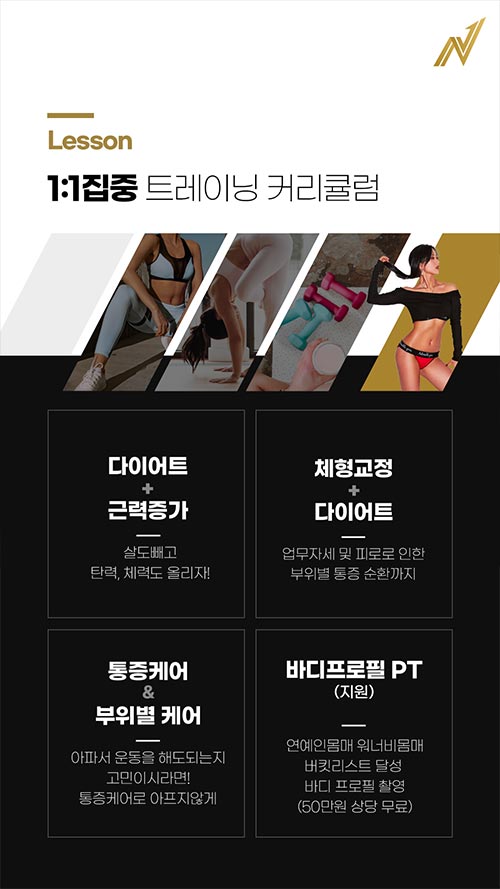 Lesson
1:1집중 트레이닝 커리큘럼
다이어트
+
근력증가
살도빼고
탄력, 체력도 올리자!
체형교정
+
다이어트
업무자세 및 피로로 인한
부위별 통증 순환까지
통증케어
&
부위별 케어
아파서 운동을 해도되는지
고민이시라면!
통증케어로 아프지않게
바디프로필 PT
(지원)
연예인몸매 워너비몸매
버킷리스트 달성
바디 프로필 촬영
(50만원 상당 무료)